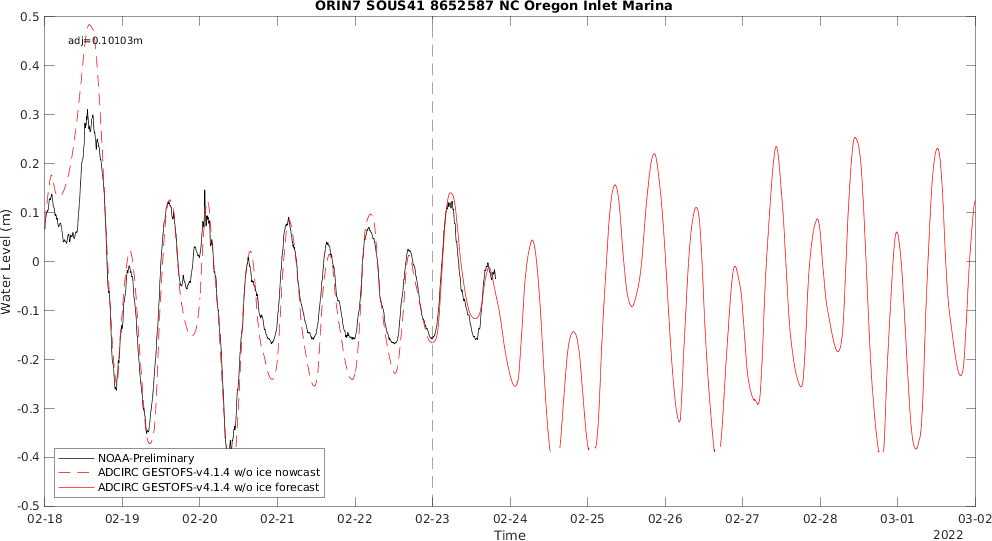 ORIN7 SOUS41 8652587 NC Oregon Inlet Marina
adj=0.10103m
Water Level (m)
0.5
0.4
0.3
0.2
0.1
0
-0.1
-0.2
-0.3
-0.4
-0.5
NOAA-Preliminary
ADCIRC GESTOFS-v4.1.4 w/o ice nowcast
ADCIRC GESTOFS-v4.1.4 w/o ice forecast
02-18 02-19 02-20 02-21 02-22 02-23 02-24 02-25 02-26 02-27 02-28 03-01 03-02
Time
2022